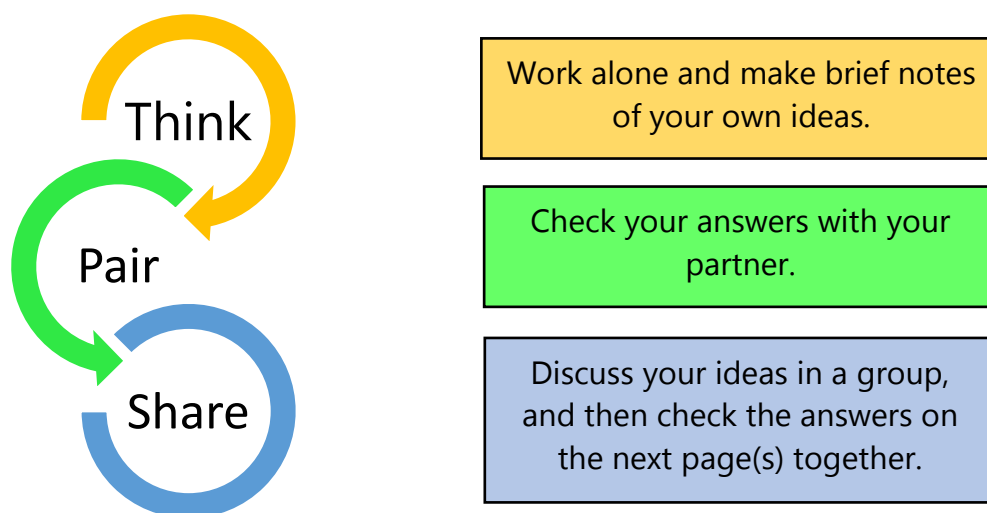 Think
Work alone and make brief notes
of your own ideas.
Pair
Check your answers with your
partner.
Share
Discuss your ideas in a group,
and then check the answers on
the next page(s) together.